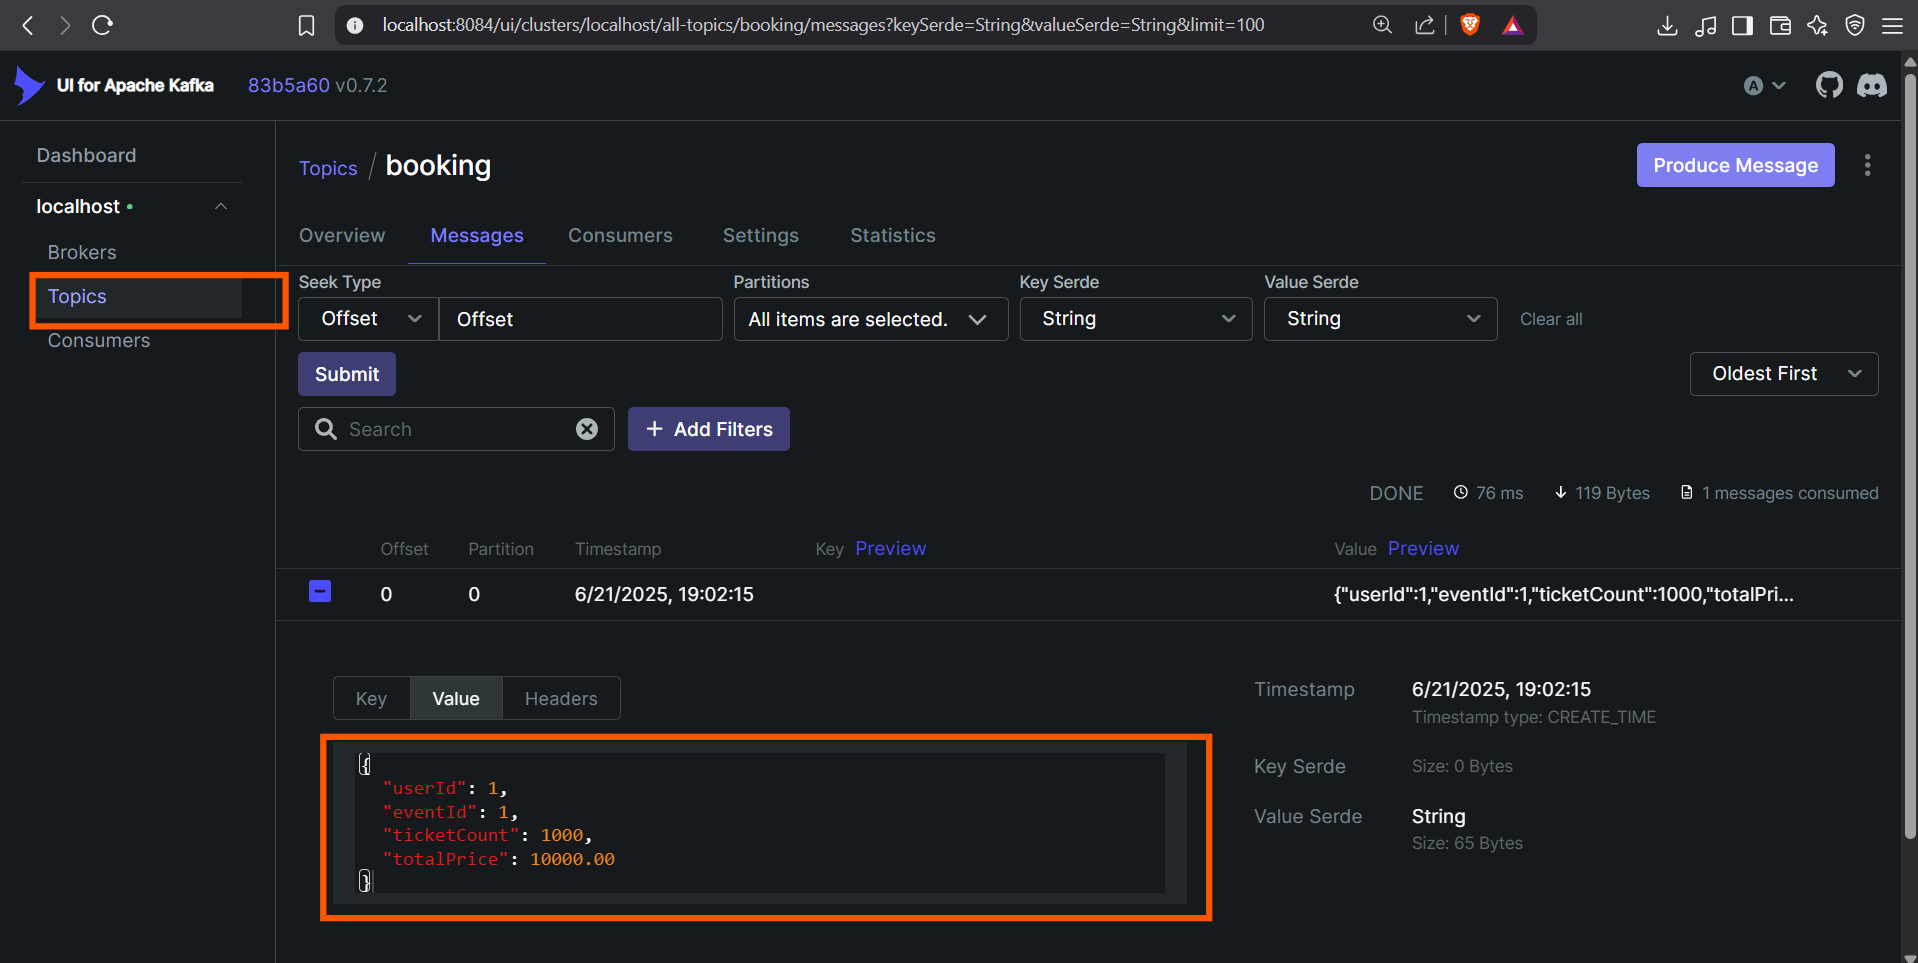 localhost:8084/ui/clusters/localhost/all-topics/booking/messages?keySerde=String&valueSerde=String&limit=100
UI for Apache Kafka 83b5a60 v0.7.2
A
Dashboard
localhost
Brokers
Topics
Consumers
Topics / booking
Produce Message
Overview Messages Consumers Settings Statistics
Seek Type Partitions Key Serde Value Serde
Offset Offset All items are selected. String String Clear all
Submit
Oldest First
Search
+ Add Filters
DONE 76 ms 119 Bytes 1 messages consumed
Offset Partition Timestamp Key Preview Value Preview
0 0 6/21/2025, 19:02:15 {"userId":1,"eventId":1,"ticketCount":1000,"totalPri...
Key Value Headers
{
"userId": 1,
"eventId": 1,
"ticketCount": 1000,
"totalPrice": 10000.00
}
Timestamp 6/21/2025, 19:02:15
Timestamp type: CREATE_TIME
Key Serde Size: 0 Bytes
Value Serde String
Size: 65 Bytes